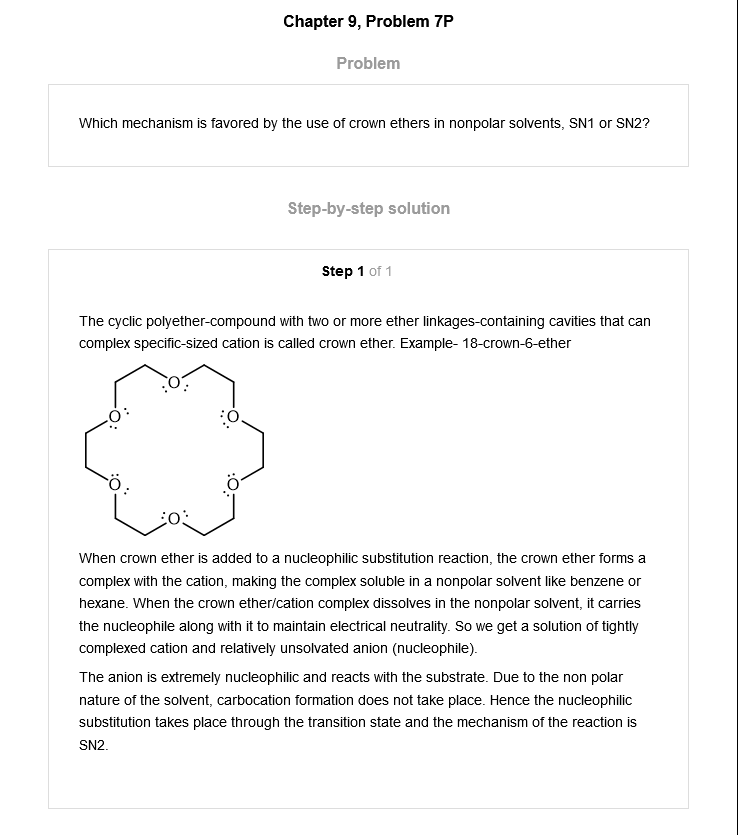 Chapter 9, Problem 7P
Problem
Which mechanism is favored by the use of crown ethers in nonpolar solvents, SN1 or SN2?
Step-by-step solution
Step 1 of 1
The cyclic polyether-compound with two or more ether linkages-containing cavities that can
complex specific-sized cation is called crown ether. Example- 18-crown-6-ether
O
O O
O O
O
When crown ether is added to a nucleophilic substitution reaction, the crown ether forms a
complex with the cation, making the complex soluble in a nonpolar solvent like benzene or
hexane. When the crown ether/cation complex dissolves in the nonpolar solvent, it carries
the nucleophile along with it to maintain electrical neutrality. So we get a solution of tightly
complexed cation and relatively unsolvated anion (nucleophile).
The anion is extremely nucleophilic and reacts with the substrate. Due to the non polar
nature of the solvent, carbocation formation does not take place. Hence the nucleophilic
substitution takes place through the transition state and the mechanism of the reaction is
SN2.